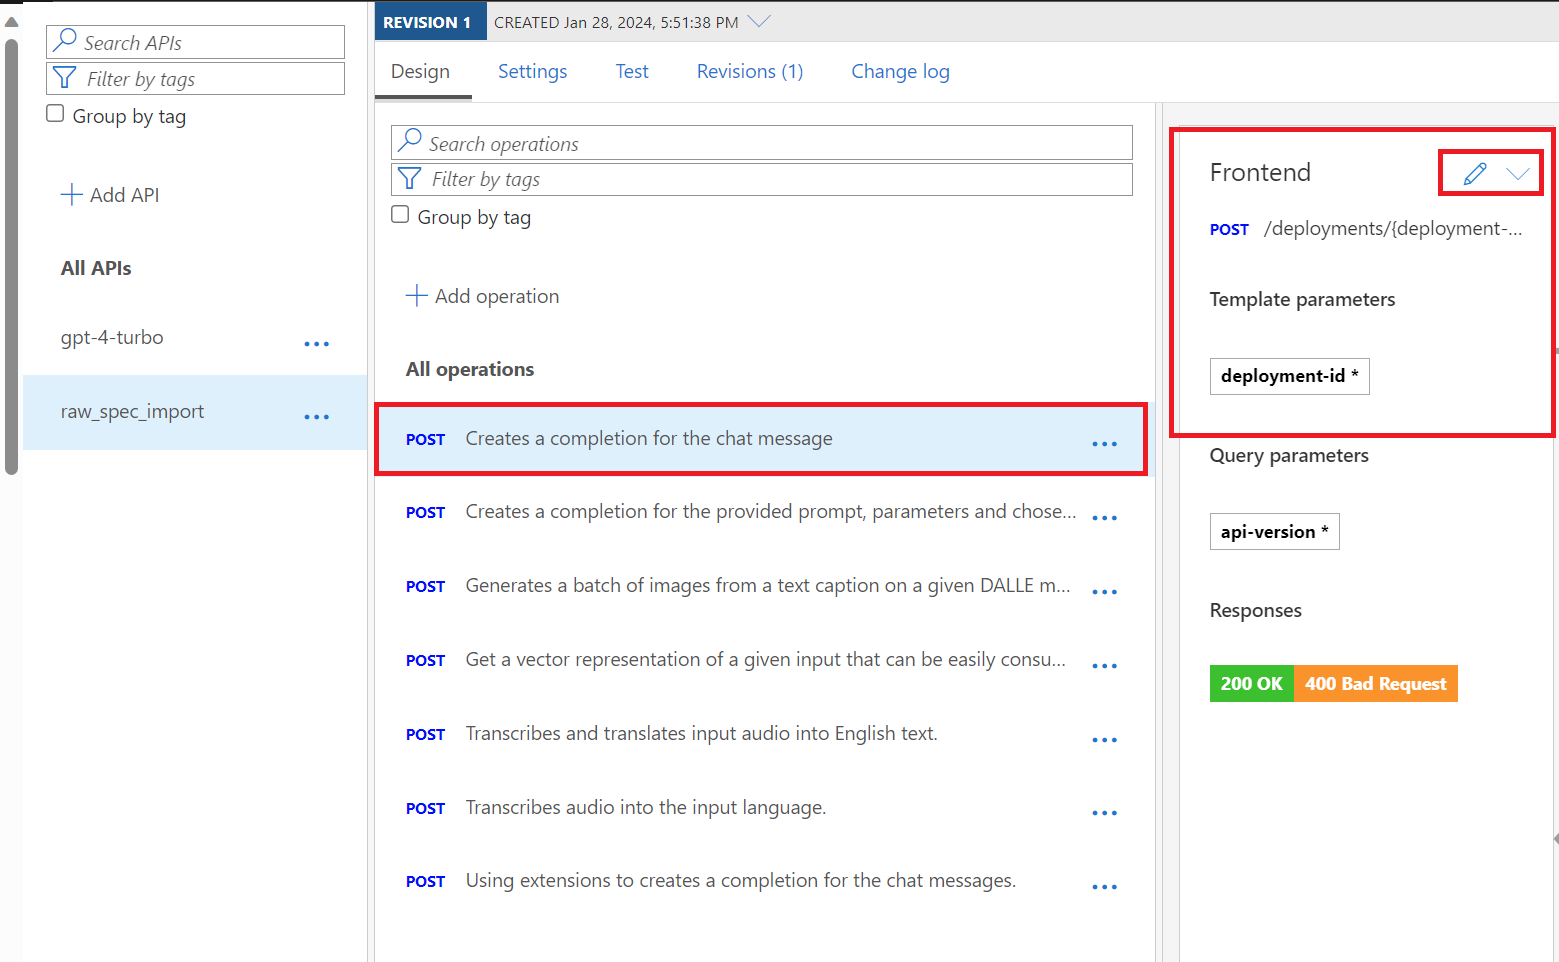 Search APIs
Filter by tags
Group by tag
Add API
All APIs
gpt-4-turbo
raw_spec_import
REVISION 1 CREATED Jan 28, 2024, 5:51:38 PM
Design Settings Test Revisions (1) Change log
Search operations
Filter by tags
Group by tag
Add operation
All operations
POST Creates a completion for the chat message
POST Creates a completion for the provided prompt, parameters and chose...
POST Generates a batch of images from a text caption on a given DALLE m...
POST Get a vector representation of a given input that can be easily consu...
POST Transcribes and translates input audio into English text.
POST Transcribes audio into the input language.
POST Using extensions to creates a completion for the chat messages.
Frontend
POST /deployments/{deployment-...
Template parameters
deployment-id *
Query parameters
api-version *
Responses
200 OK 400 Bad Request